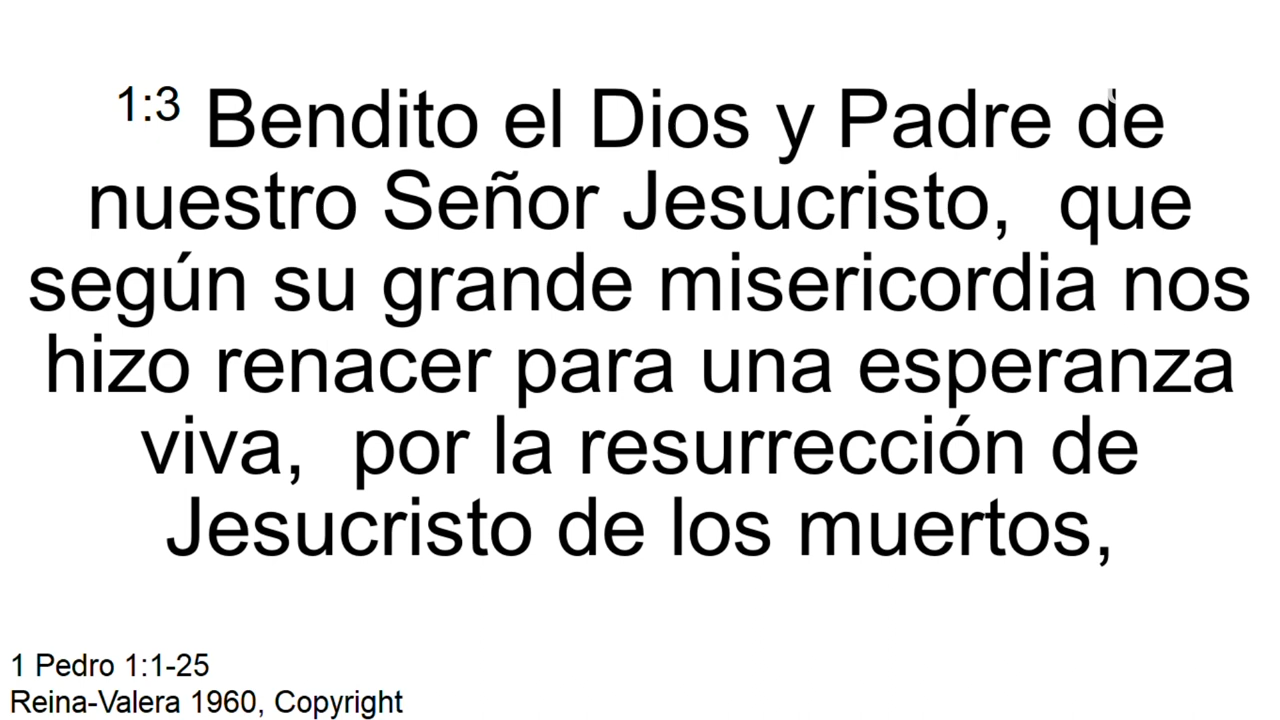 1:3 Bendito el Dios y Padre de
nuestro Señor Jesucristo,  que
según su grande misericordia nos
hizo renacer para una esperanza
viva,  por la resurrección de
Jesucristo de los muertos,
1 Pedro 1:1-25
Reina-Valera 1960, Copyright